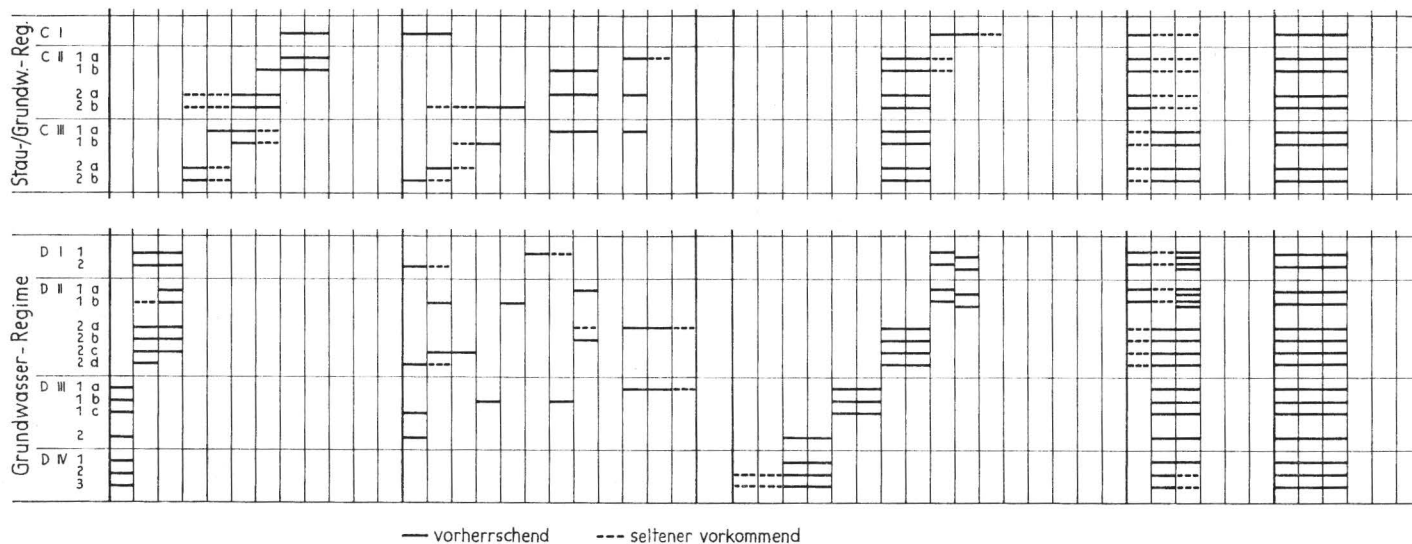 Stau-/Grundw.-Reg.
C I
C II 1 a
1 b
2 a
2 b
C III 1 a
1 b
2 a
2 b
Grundwasser-Regime
D I 1
2
D II 1 a
1 b
2 a
2 b
2 c
2 d
D III 1 a
1 b
1 c
2
D IV 1
2
3
vorherrschend seltener vorkommend